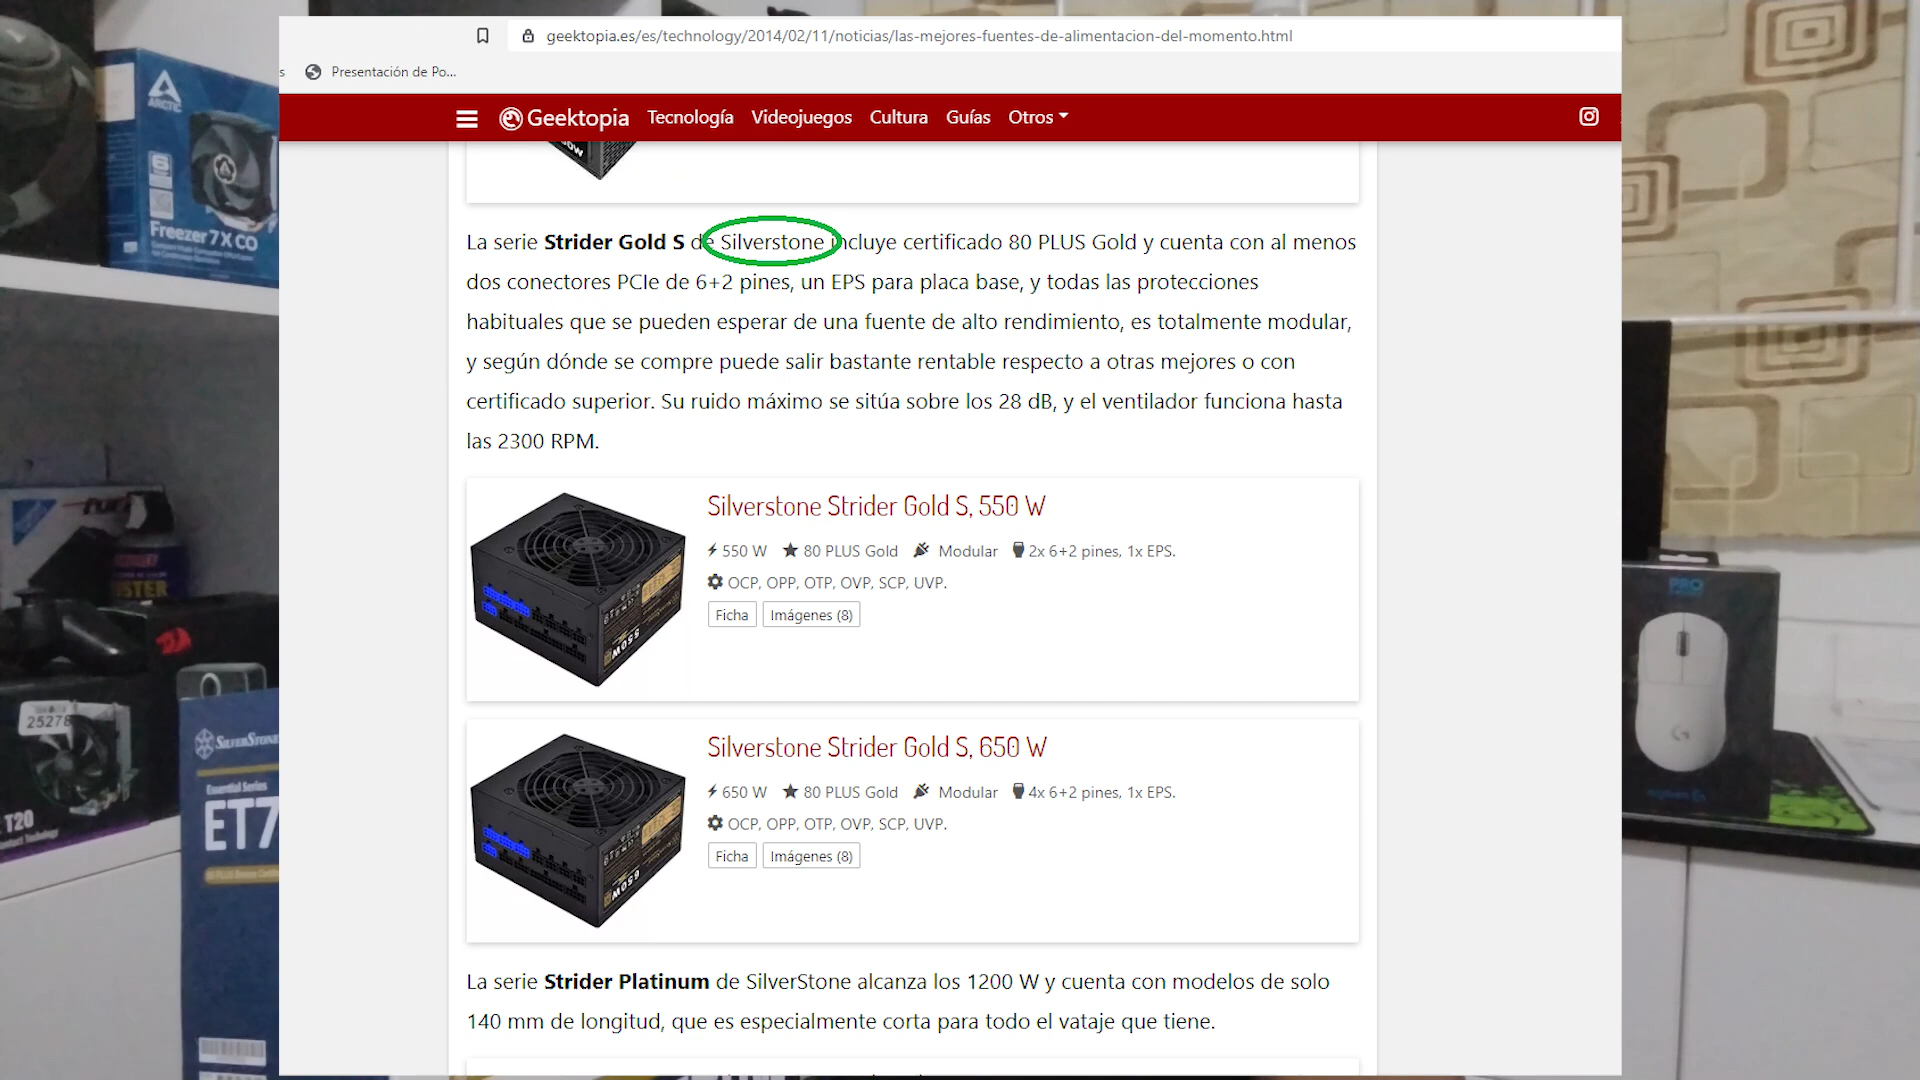 geektopia.es/es/technology/2014/02/11/noticias/las-mejores-fuentes-de-alimentacion-del-momento.html
s Presentación de Po...
Geektopia Tecnología Videojuegos Cultura Guías Otros
La serie Strider Gold S de Silverstone incluye certificado 80 PLUS Gold y cuenta con al menos
dos conectores PCIe de 6+2 pines, un EPS para placa base, y todas las protecciones
habituales que se pueden esperar de una fuente de alto rendimiento, es totalmente modular,
y según dónde se compre puede salir bastante rentable respecto a otras mejores o con
certificado superior. Su ruido máximo se sitúa sobre los 28 dB, y el ventilador funciona hasta
las 2300 RPM.
Silverstone Strider Gold S, 550 W
550 W 80 PLUS Gold Modular 2x 6+2 pines, 1x EPS.
OCP, OPP, OTP, OVP, SCP, UVP.
Ficha Imágenes (8)
550W
Silverstone Strider Gold S, 650 W
650 W 80 PLUS Gold Modular 4x 6+2 pines, 1x EPS.
OCP, OPP, OTP, OVP, SCP, UVP.
Ficha Imágenes (8)
650W
La serie Strider Platinum de SilverStone alcanza los 1200 W y cuenta con modelos de solo
140 mm de longitud, que es especialmente corta para todo el vataje que tiene.
ARCTIC
Freezer 7 X CO
25278
T20
SILVERSTONE
Essential Series
ET7
PRO